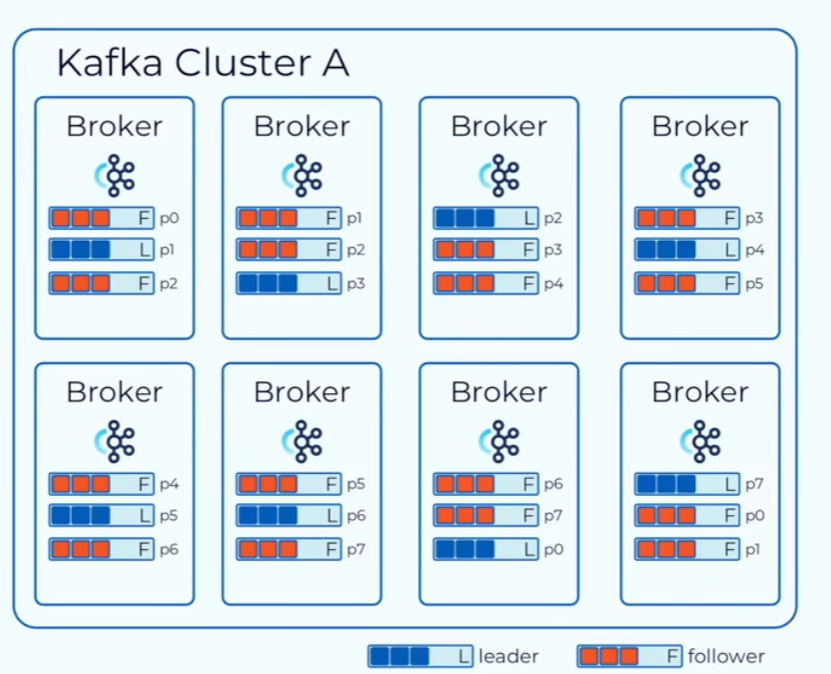 Kafka Cluster A
Broker Broker Broker Broker
F p0 F p1 L p2 F p3
L p1 F p2 F p3 L p4
F p2 L p3 F p4 F p5
Broker Broker Broker Broker
F p4 F p5 F p6 L p7
L p5 L p6 F p7 F p0
F p6 F p7 L p0 F p1
L leader F follower